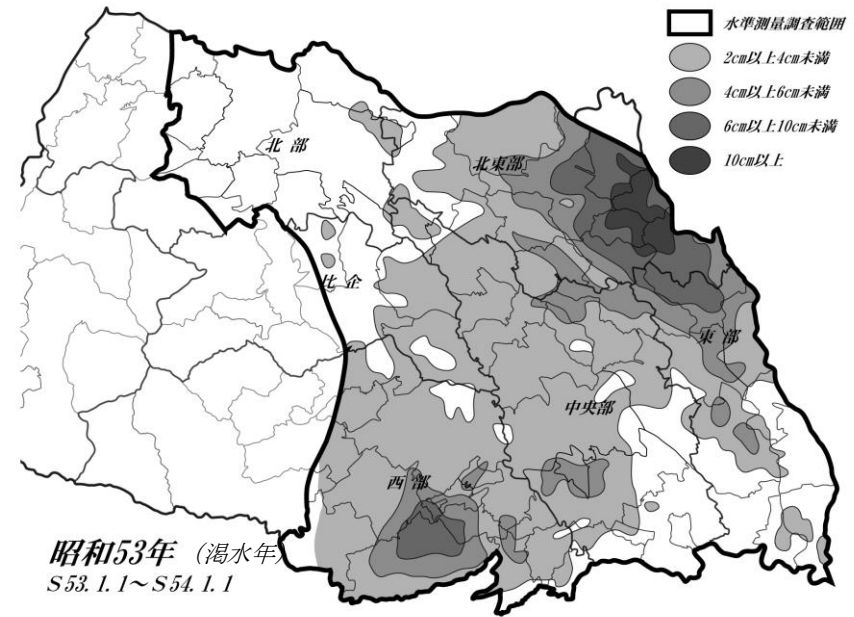 水準測量調査範囲
2cm以上4cm未満
4cm以上6cm未満
6cm以上10cm未満
10cm以上
北部
北東部
比企
東部
中央部
西部
昭和53年（渇水年）
S53.1.1～S54.1.1